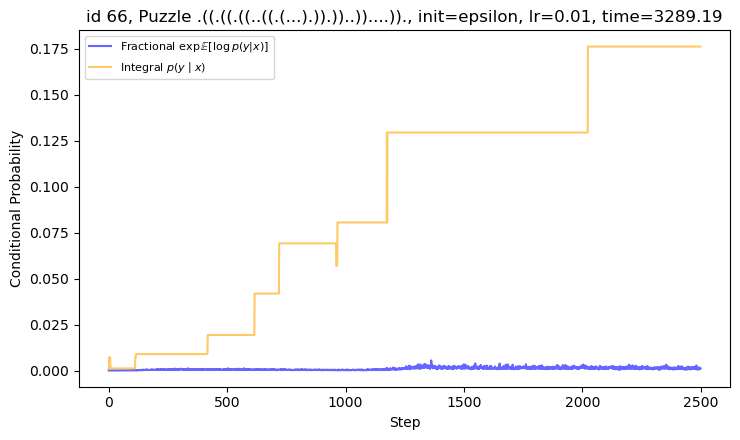 id 66, Puzzle .((.((.((..((.(...).)).))..))....))., init=epsilon, lr=0.01, time=3289.19
Fractional exp𝔼[log p(y|x)]
Integral p(y | x)
0.175
0.150
0.125
0.100
0.075
0.050
0.025
0.000
Conditional Probability
0 500 1000 1500 2000 2500
Step